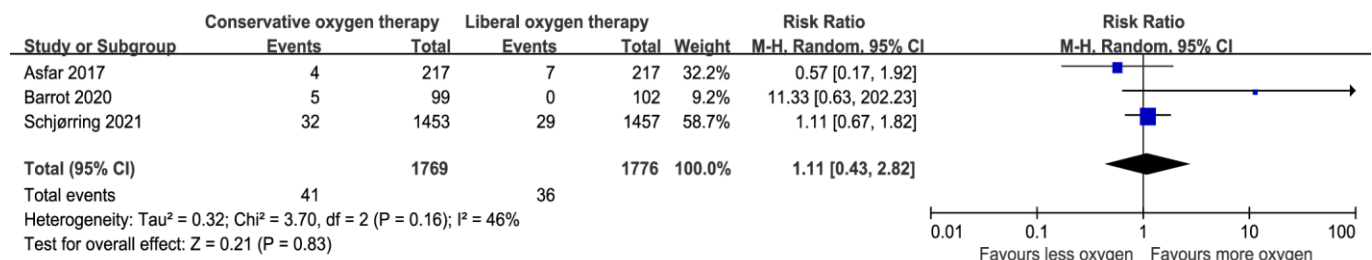 Conservative oxygen therapy Liberal oxygen therapy Risk Ratio Risk Ratio
Study or Subgroup Events Total Events Total Weight M-H, Random, 95% CI M-H, Random, 95% CI
Asfar 2017 4 217 7 217 32.2% 0.57 [0.17, 1.92]
Barrot 2020 5 99 0 102 9.2% 11.33 [0.63, 202.23]
Schjørring 2021 32 1453 29 1457 58.7% 1.11 [0.67, 1.82]
Total (95% CI) 1769 1776 100.0% 1.11 [0.43, 2.82]
Total events 41 36
Heterogeneity: Tau² = 0.32; Chi² = 3.70, df = 2 (P = 0.16); I² = 46%
Test for overall effect: Z = 0.21 (P = 0.83)
0.01 0.1 1 10 100
Favours less oxygen Favours more oxygen